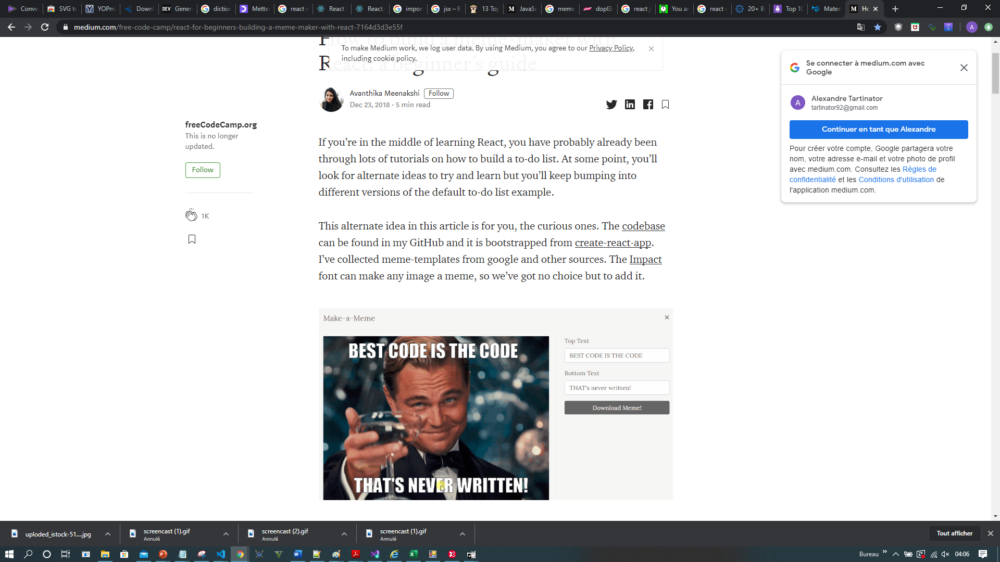 Conve
SVG to
YOPm
Downl
DEV Gener
diction
Mette
react s
React
React.
impor
jsx – R
13 Top
JavaSc
meme
dopl3r
react j
You ar
react
20+ B
Top 10
Materi
Ho
medium.com/free-code-camp/react-for-beginners-building-a-meme-maker-with-react-7164d3d3e55f
How to build a meme-maker with
React: a beginner's guide
To make Medium work, we log user data. By using Medium, you agree to our Privacy Policy,
including cookie policy.
Avanthika Meenakshi Follow
Dec 23, 2018 · 5 min read
freeCodeCamp.org
This is no longer
updated.
Follow
1K
If you’re in the middle of learning React, you have probably already been
through lots of tutorials on how to build a to-do list. At some point, you’ll
look for alternate ideas to try and learn but you’ll keep bumping into
different versions of the default to-do list example.
This alternate idea in this article is for you, the curious ones. The codebase
can be found in my GitHub and it is bootstrapped from create-react-app.
I’ve collected meme-templates from google and other sources. The Impact
font can make any image a meme, so we’ve got no choice but to add it.
Make-a-Meme
BEST CODE IS THE CODE
THAT'S NEVER WRITTEN!
Top Text
BEST CODE IS THE CODE
Bottom Text
THAT's never written!
Download Meme!
Se connecter à medium.com avec
Google
A
Alexandre Tartinator
tartinator92@gmail.com
Continuer en tant que Alexandre
Pour créer votre compte, Google partagera votre
nom, votre adresse e-mail et votre photo de profil
avec medium.com. Consultez les Règles de
confidentialité et les Conditions d'utilisation de
l'application medium.com.
uploded_istock-51....jpg
screencast (1).gif
Annulé
screencast (2).gif
Annulé
screencast (1).gif
Annulé
Tout afficher
Bureau
04:06